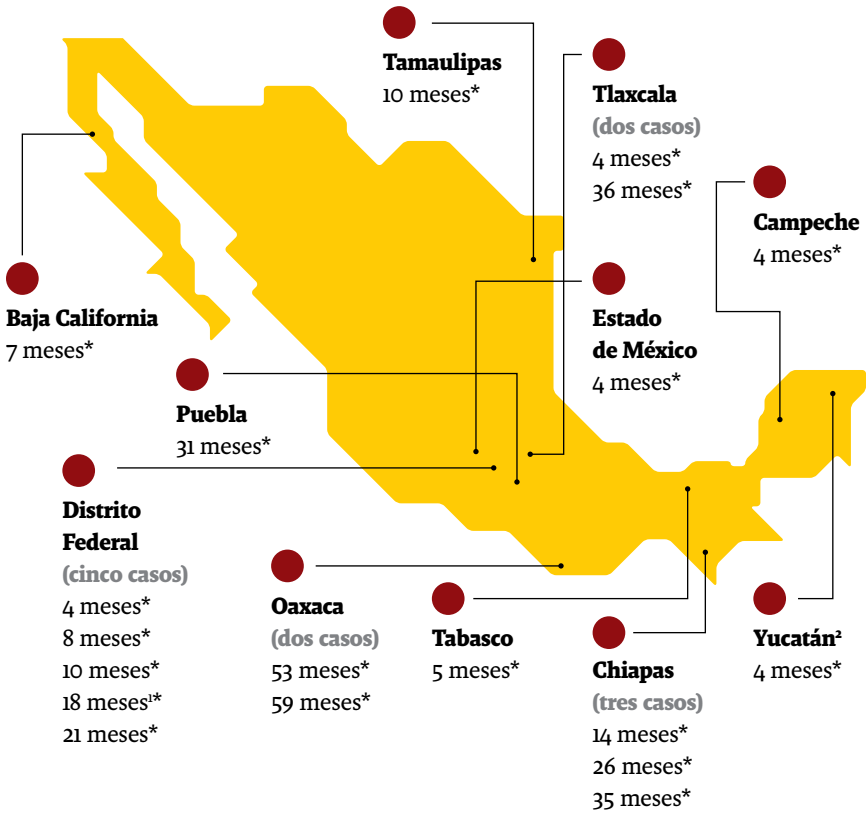 Tamaulipas
10 meses*
Tlaxcala
(dos casos)
4 meses*
36 meses*
Campeche
4 meses*
Baja California
7 meses*
Estado
de México
4 meses*
Puebla
31 meses*
Distrito
Federal
(cinco casos)
4 meses*
8 meses*
10 meses*
18 meses¹*
21 meses*
Oaxaca
(dos casos)
53 meses*
59 meses*
Tabasco
5 meses*
Chiapas
(tres casos)
14 meses*
26 meses*
35 meses*
Yucatán²
4 meses*